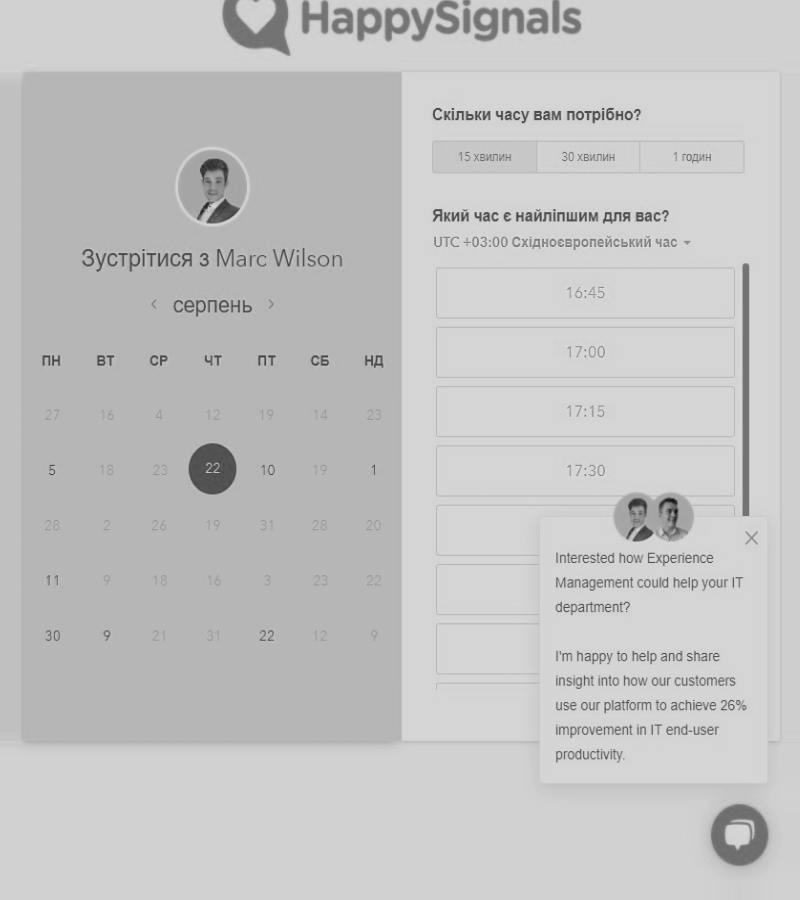 HappySignals
Зустрітися з Marc Wilson
серпень
ПН ВТ СР ЧТ ПТ СБ НД
27 16 4 12 19 14 23
5 18 23 22 10 19 1
28 2 26 19 31 28 20
11 9 18 16 3 23 22
30 9 21 31 22 12 9
Скільки часу вам потрібно?
15 хвилин 30 хвилин 1 годин
Який час є найліпшим для вас?
UTC +03:00 Східноєвропейський час
16:45
17:00
17:15
17:30
Interested how Experience
Management could help your IT
department?
I'm happy to help and share
insight into how our customers
use our platform to achieve 26%
improvement in IT end-user
productivity.